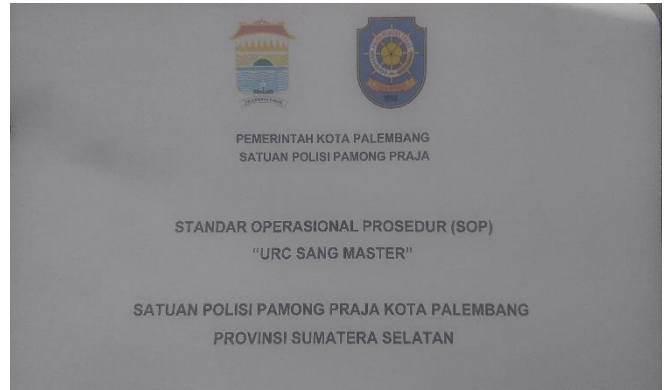 PEMERINTAH KOTA PALEMBANG
SATUAN POLISI PAMONG PRAJA
STANDAR OPERASIONAL PROSEDUR (SOP)
"URC SANG MASTER"
SATUAN POLISI PAMONG PRAJA KOTA PALEMBANG
PROVINSI SUMATERA SELATAN